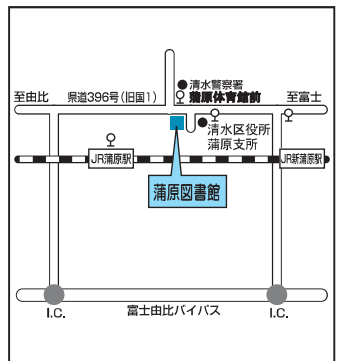 清水警察署
蒲原体育館前
至由比
県道396号(旧国1)
至富士
清水区役所
蒲原支所
JR蒲原駅
JR新蒲原駅
蒲原図書館
I.C.
富士由比バイパス
I.C.